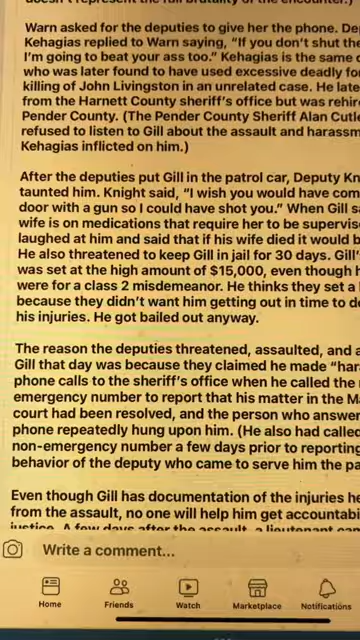 doesn't represent the full brutality of the encounter.)
Warn asked for the deputies to give her the phone. De
Kehagias replied to Warn saying, "If you don't shut the
I'm going to beat your ass too." Kehagias is the same
who was later found to have used excessive deadly fo
killing of John Livingston in an unrelated case. He late
from the Harnett County sheriff's office but was rehir
Pender County. (The Pender County Sheriff Alan Cutle
refused to listen to Gill about the assault and harassm
Kehagias inflicted on him.)
After the deputies put Gill in the patrol car, Deputy Kn
taunted him. Knight said, "I wish you would have com
door with a gun so I could have shot you." When Gill sa
wife is on medications that require her to be supervise
laughed at him and said that if his wife died it would b
He also threatened to keep Gill in jail for 30 days. Gill'
was set at the high amount of $15,000, even though h
were for a class 2 misdemeanor. He thinks they set a
because they didn't want him getting out in time to d
his injuries. He got bailed out anyway.
The reason the deputies threatened, assaulted, and a
Gill that day was because they claimed he made "har
phone calls to the sheriff's office when he called the
emergency number to report that his matter in the M
court had been resolved, and the person who answer
phone repeatedly hung upon him. (He also had called
non-emergency number a few days prior to reporting
behavior of the deputy who came to serve him the pa
Even though Gill has documentation of the injuries he
from the assault, no one will help him get accountabi
justice. A few days after the assault, a lieutenant
Write a comment...
Home
Friends
Watch
Marketplace
Notifications